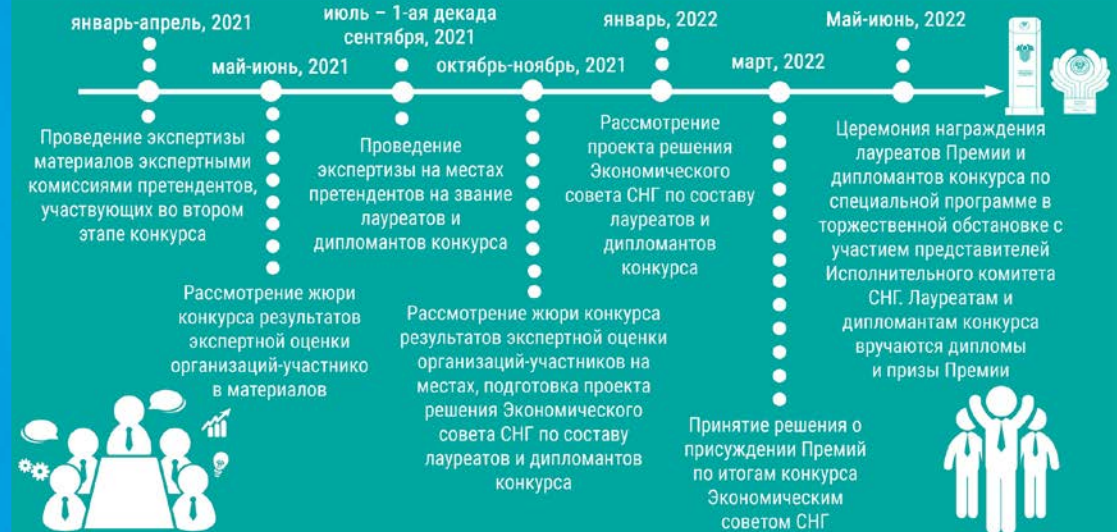 январь-апрель, 2021
Проведение экспертизы
материалов экспертными
комиссиями претендентов,
участвующих во втором
этапе конкурса
май-июнь, 2021
Рассмотрение жюри
конкурса результатов
экспертной оценки
организаций-участнико
в материалов
июль – 1-ая декада
сентября, 2021
Проведение
экспертизы на местах
претендентов на звание
лауреатов и
дипломантов конкурса
октябрь-ноябрь, 2021
Рассмотрение жюри конкурса
результатов экспертной оценки
организаций-участников на
местах, подготовка проекта
решения Экономического
совета СНГ по составу
лауреатов и дипломантов
конкурса
январь, 2022
Рассмотрение
проекта решения
Экономического
совета СНГ по составу
лауреатов и
дипломантов
конкурса
март, 2022
Принятие решения о
присуждении Премий
по итогам конкурса
Экономическим
советом СНГ
Май-июнь, 2022
Церемония награждения
лауреатов Премии и
дипломантов конкурса по
специальной программе в
торжественной обстановке с
участием представителей
Исполнительного комитета
СНГ. Лауреатам и
дипломантам конкурса
вручаются дипломы
и призы Премии